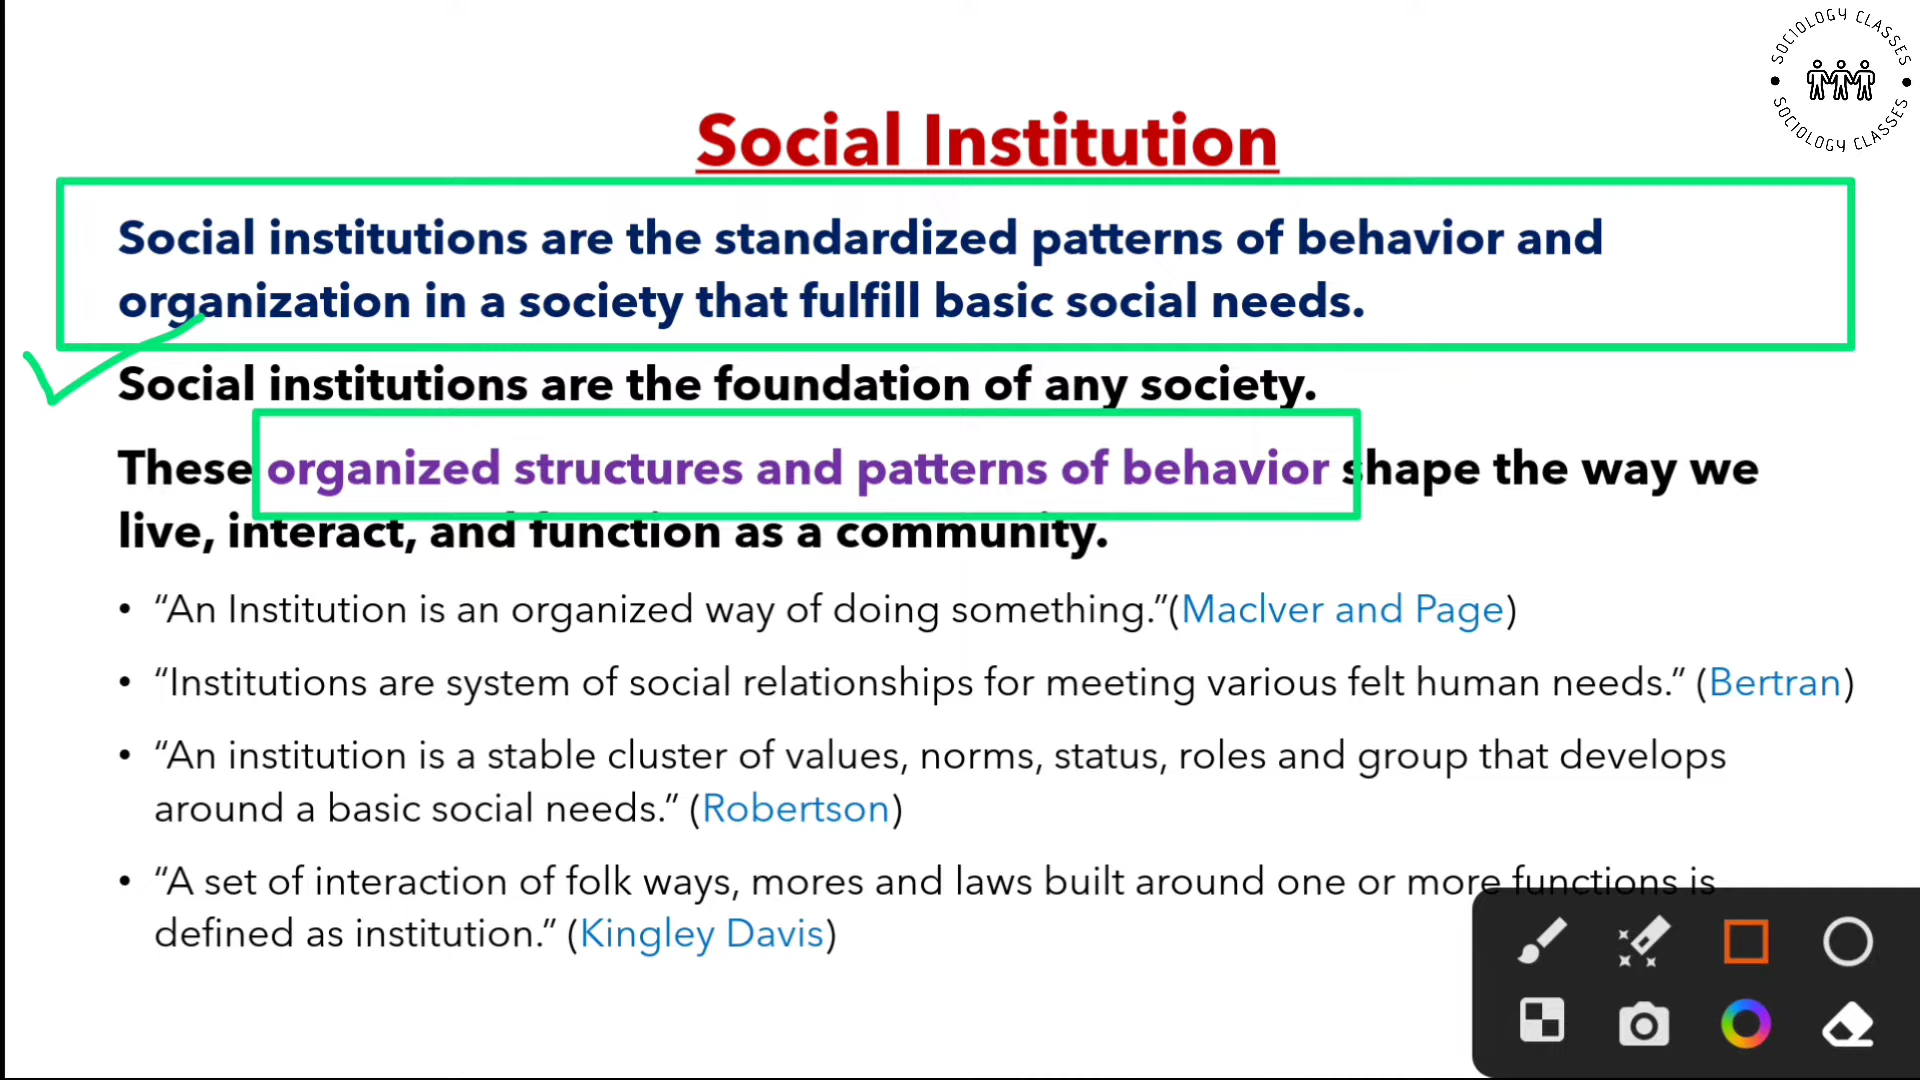 SOCIOLOGY CLASSES
SOCIOLOGY CLASSES
Social Institution
Social institutions are the standardized patterns of behavior and
organization in a society that fulfill basic social needs.
Social institutions are the foundation of any society.
These organized structures and patterns of behavior shape the way we
live, interact, and function as a community.
• “An Institution is an organized way of doing something.”(MacIver and Page)
• “Institutions are system of social relationships for meeting various felt human needs.” (Bertran)
• “An institution is a stable cluster of values, norms, status, roles and group that develops
around a basic social needs.” (Robertson)
• “A set of interaction of folk ways, mores and laws built around one or more functions is
defined as institution.” (Kingley Davis)